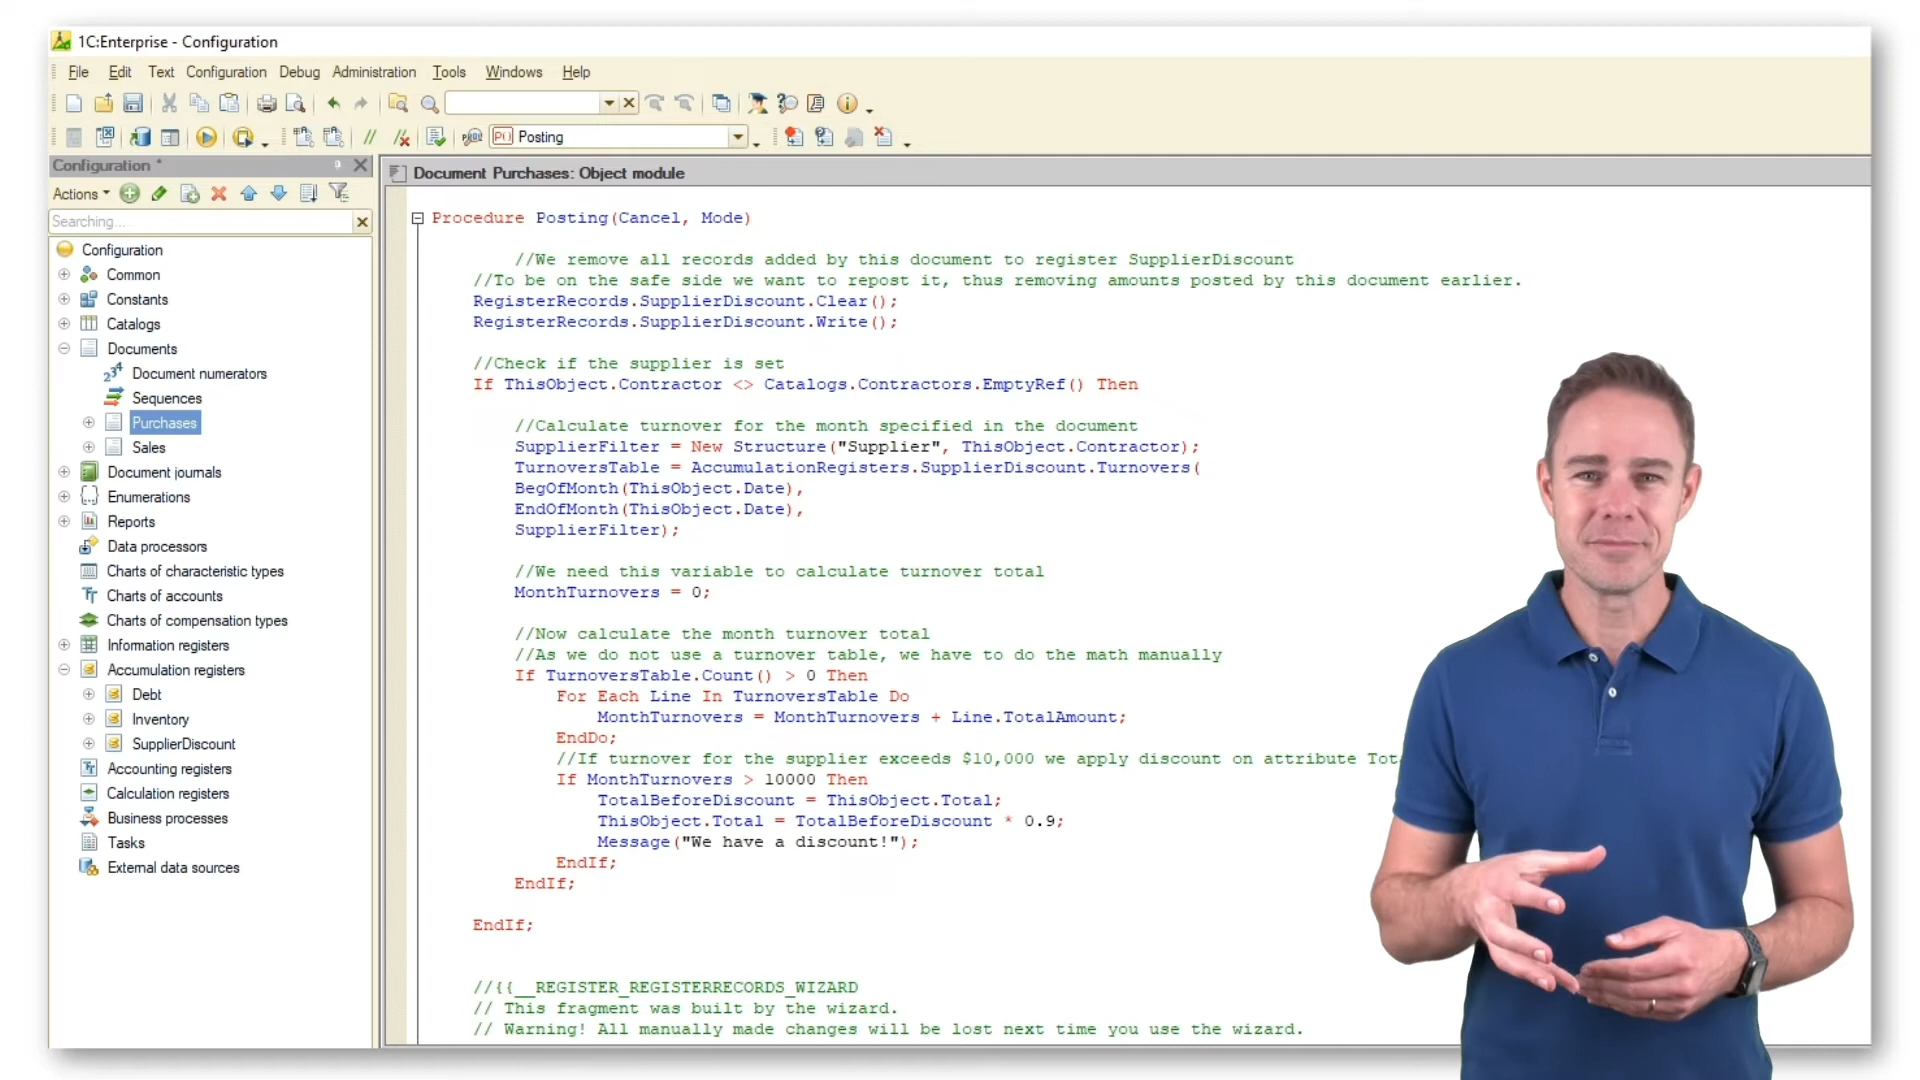 1C:Enterprise - Configuration
File Edit Text Configuration Debug Administration Tools Windows Help
Posting
Configuration *
Actions
Searching...
Configuration
Common
Constants
Catalogs
Documents
Document numerators
Sequences
Purchases
Sales
Document journals
Enumerations
Reports
Data processors
Charts of characteristic types
Charts of accounts
Charts of compensation types
Information registers
Accumulation registers
Debt
Inventory
SupplierDiscount
Accounting registers
Calculation registers
Business processes
Tasks
External data sources
Document Purchases: Object module
Procedure Posting(Cancel, Mode)
//We remove all records added by this document to register SupplierDiscount
//To be on the safe side we want to repost it, thus removing amounts posted by this document earlier.
RegisterRecords.SupplierDiscount.Clear();
RegisterRecords.SupplierDiscount.Write();
//Check if the supplier is set
If ThisObject.Contractor <> Catalogs.Contractors.EmptyRef() Then
//Calculate turnover for the month specified in the document
SupplierFilter = New Structure("Supplier", ThisObject.Contractor);
TurnoversTable = AccumulationRegisters.SupplierDiscount.Turnovers(
BegOfMonth(ThisObject.Date),
EndOfMonth(ThisObject.Date),
SupplierFilter);
//We need this variable to calculate turnover total
MonthTurnovers = 0;
//Now calculate the month turnover total
//As we do not use a turnover table, we have to do the math manually
If TurnoversTable.Count() > 0 Then
For Each Line In TurnoversTable Do
MonthTurnovers = MonthTurnovers + Line.TotalAmount;
EndDo;
//If turnover for the supplier exceeds $10,000 we apply discount on attribute Tot
If MonthTurnovers > 10000 Then
TotalBeforeDiscount = ThisObject.Total;
ThisObject.Total = TotalBeforeDiscount * 0.9;
Message("We have a discount!");
EndIf;
EndIf;
EndIf;
//{{__REGISTER_REGISTERRECORDS_WIZARD
// This fragment was built by the wizard.
// Warning! All manually made changes will be lost next time you use the wizard.